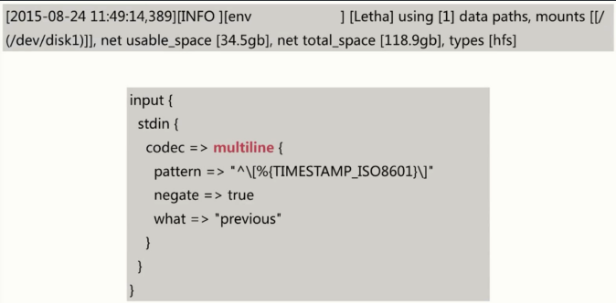 [2015-08-24 11:49:14,389][INFO ][env ] [Letha] using [1] data paths, mounts [[/
(/dev/disk1)]], net usable_space [34.5gb], net total_space [118.9gb], types [hfs]
input {
stdin {
codec => multiline {
pattern => "^\[%{TIMESTAMP_ISO8601}\]"
negate => true
what => "previous"
}
}
}